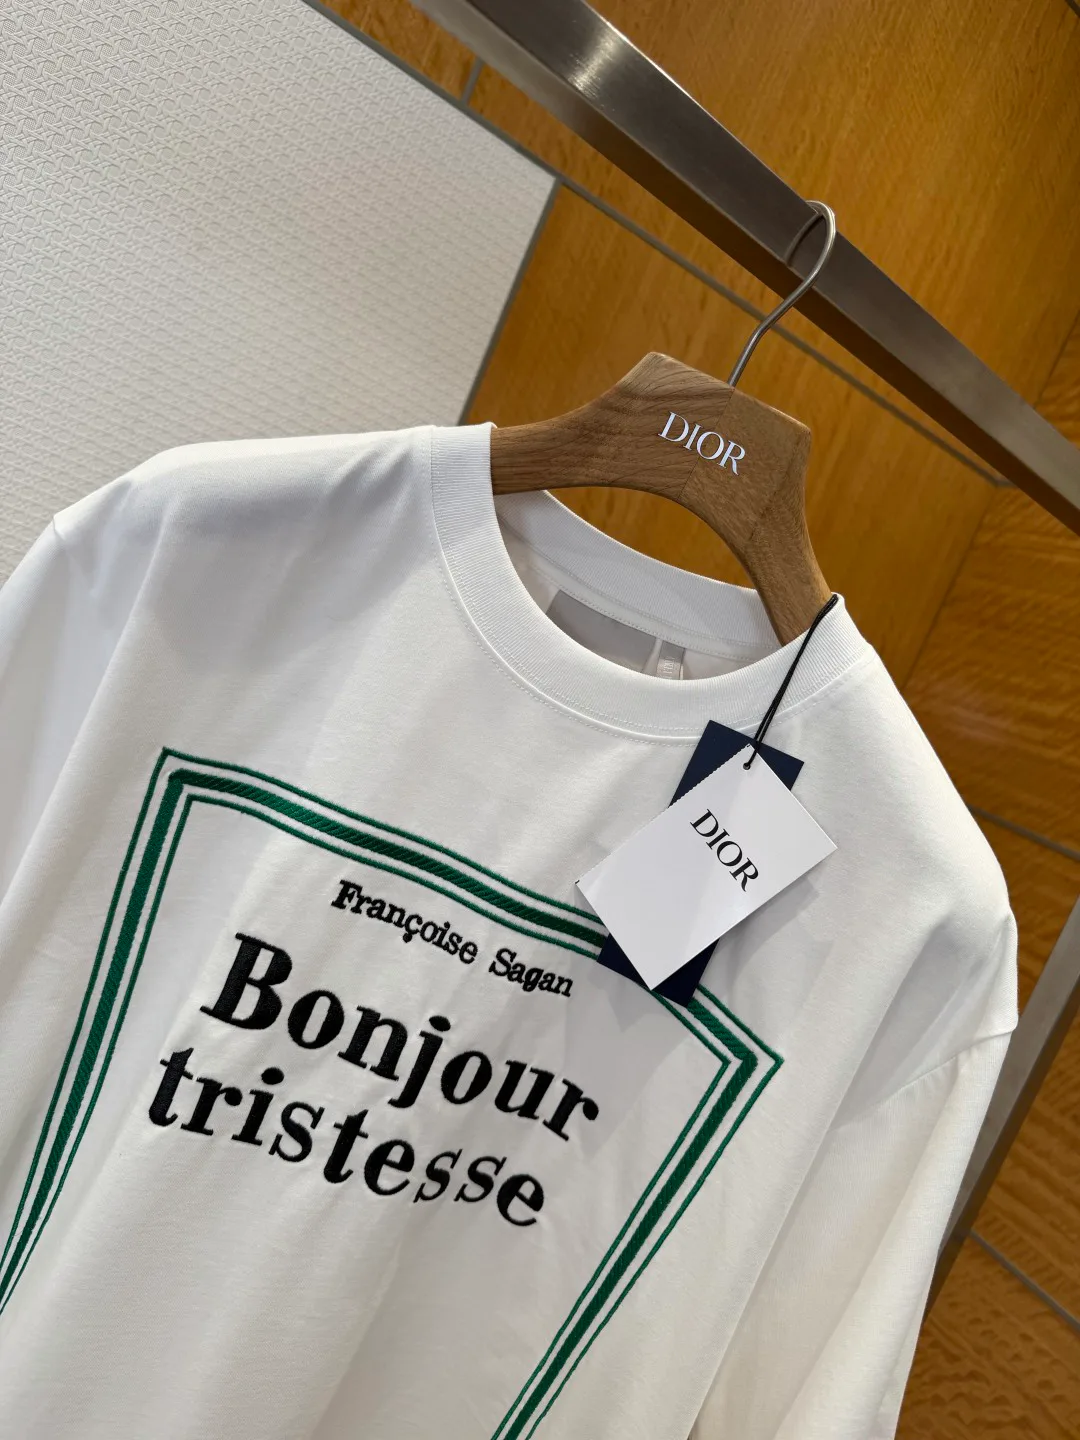 DIOR
DIOR
Françoise Sagan
Bonjour
tristesse